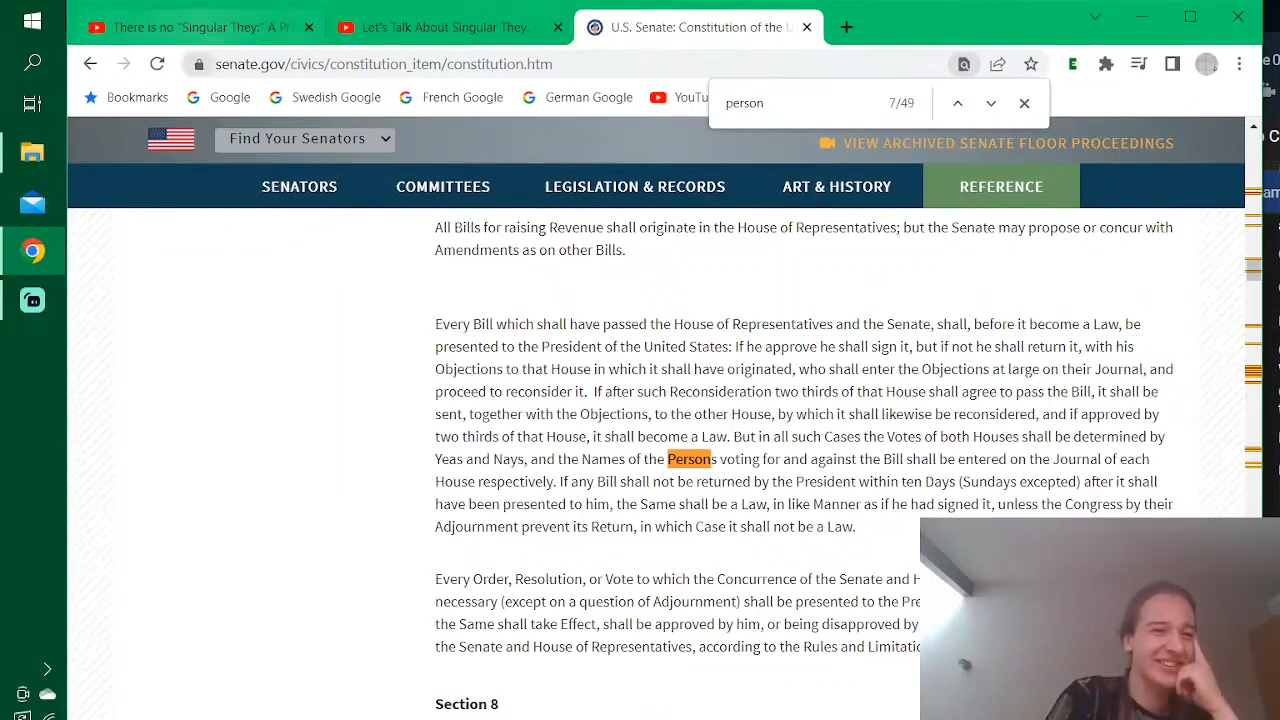 There is no "Singular They:" A Pr
Let's Talk About Singular They.
U.S. Senate: Constitution of the U
senate.gov/civics/constitution_item/constitution.htm
Bookmarks
Google
Swedish Google
French Google
German Google
YouTu
person
7/49
Find Your Senators
VIEW ARCHIVED SENATE FLOOR PROCEEDINGS
SENATORS
COMMITTEES
LEGISLATION & RECORDS
ART & HISTORY
REFERENCE
All Bills for raising Revenue shall originate in the House of Representatives; but the Senate may propose or concur with
Amendments as on other Bills.
Every Bill which shall have passed the House of Representatives and the Senate, shall, before it become a Law, be
presented to the President of the United States: If he approve he shall sign it, but if not he shall return it, with his
Objections to that House in which it shall have originated, who shall enter the Objections at large on their Journal, and
proceed to reconsider it. If after such Reconsideration two thirds of that House shall agree to pass the Bill, it shall be
sent, together with the Objections, to the other House, by which it shall likewise be reconsidered, and if approved by
two thirds of that House, it shall become a Law. But in all such Cases the Votes of both Houses shall be determined by
Yeas and Nays, and the Names of the Persons voting for and against the Bill shall be entered on the Journal of each
House respectively. If any Bill shall not be returned by the President within ten Days (Sundays excepted) after it shall
have been presented to him, the Same shall be a Law, in like Manner as if he had signed it, unless the Congress by their
Adjournment prevent its Return, in which Case it shall not be a Law.
Every Order, Resolution, or Vote to which the Concurrence of the Senate and H
necessary (except on a question of Adjournment) shall be presented to the Pre
the Same shall take Effect, shall be approved by him, or being disapproved by
the Senate and House of Representatives, according to the Rules and Limitatio
Section 8